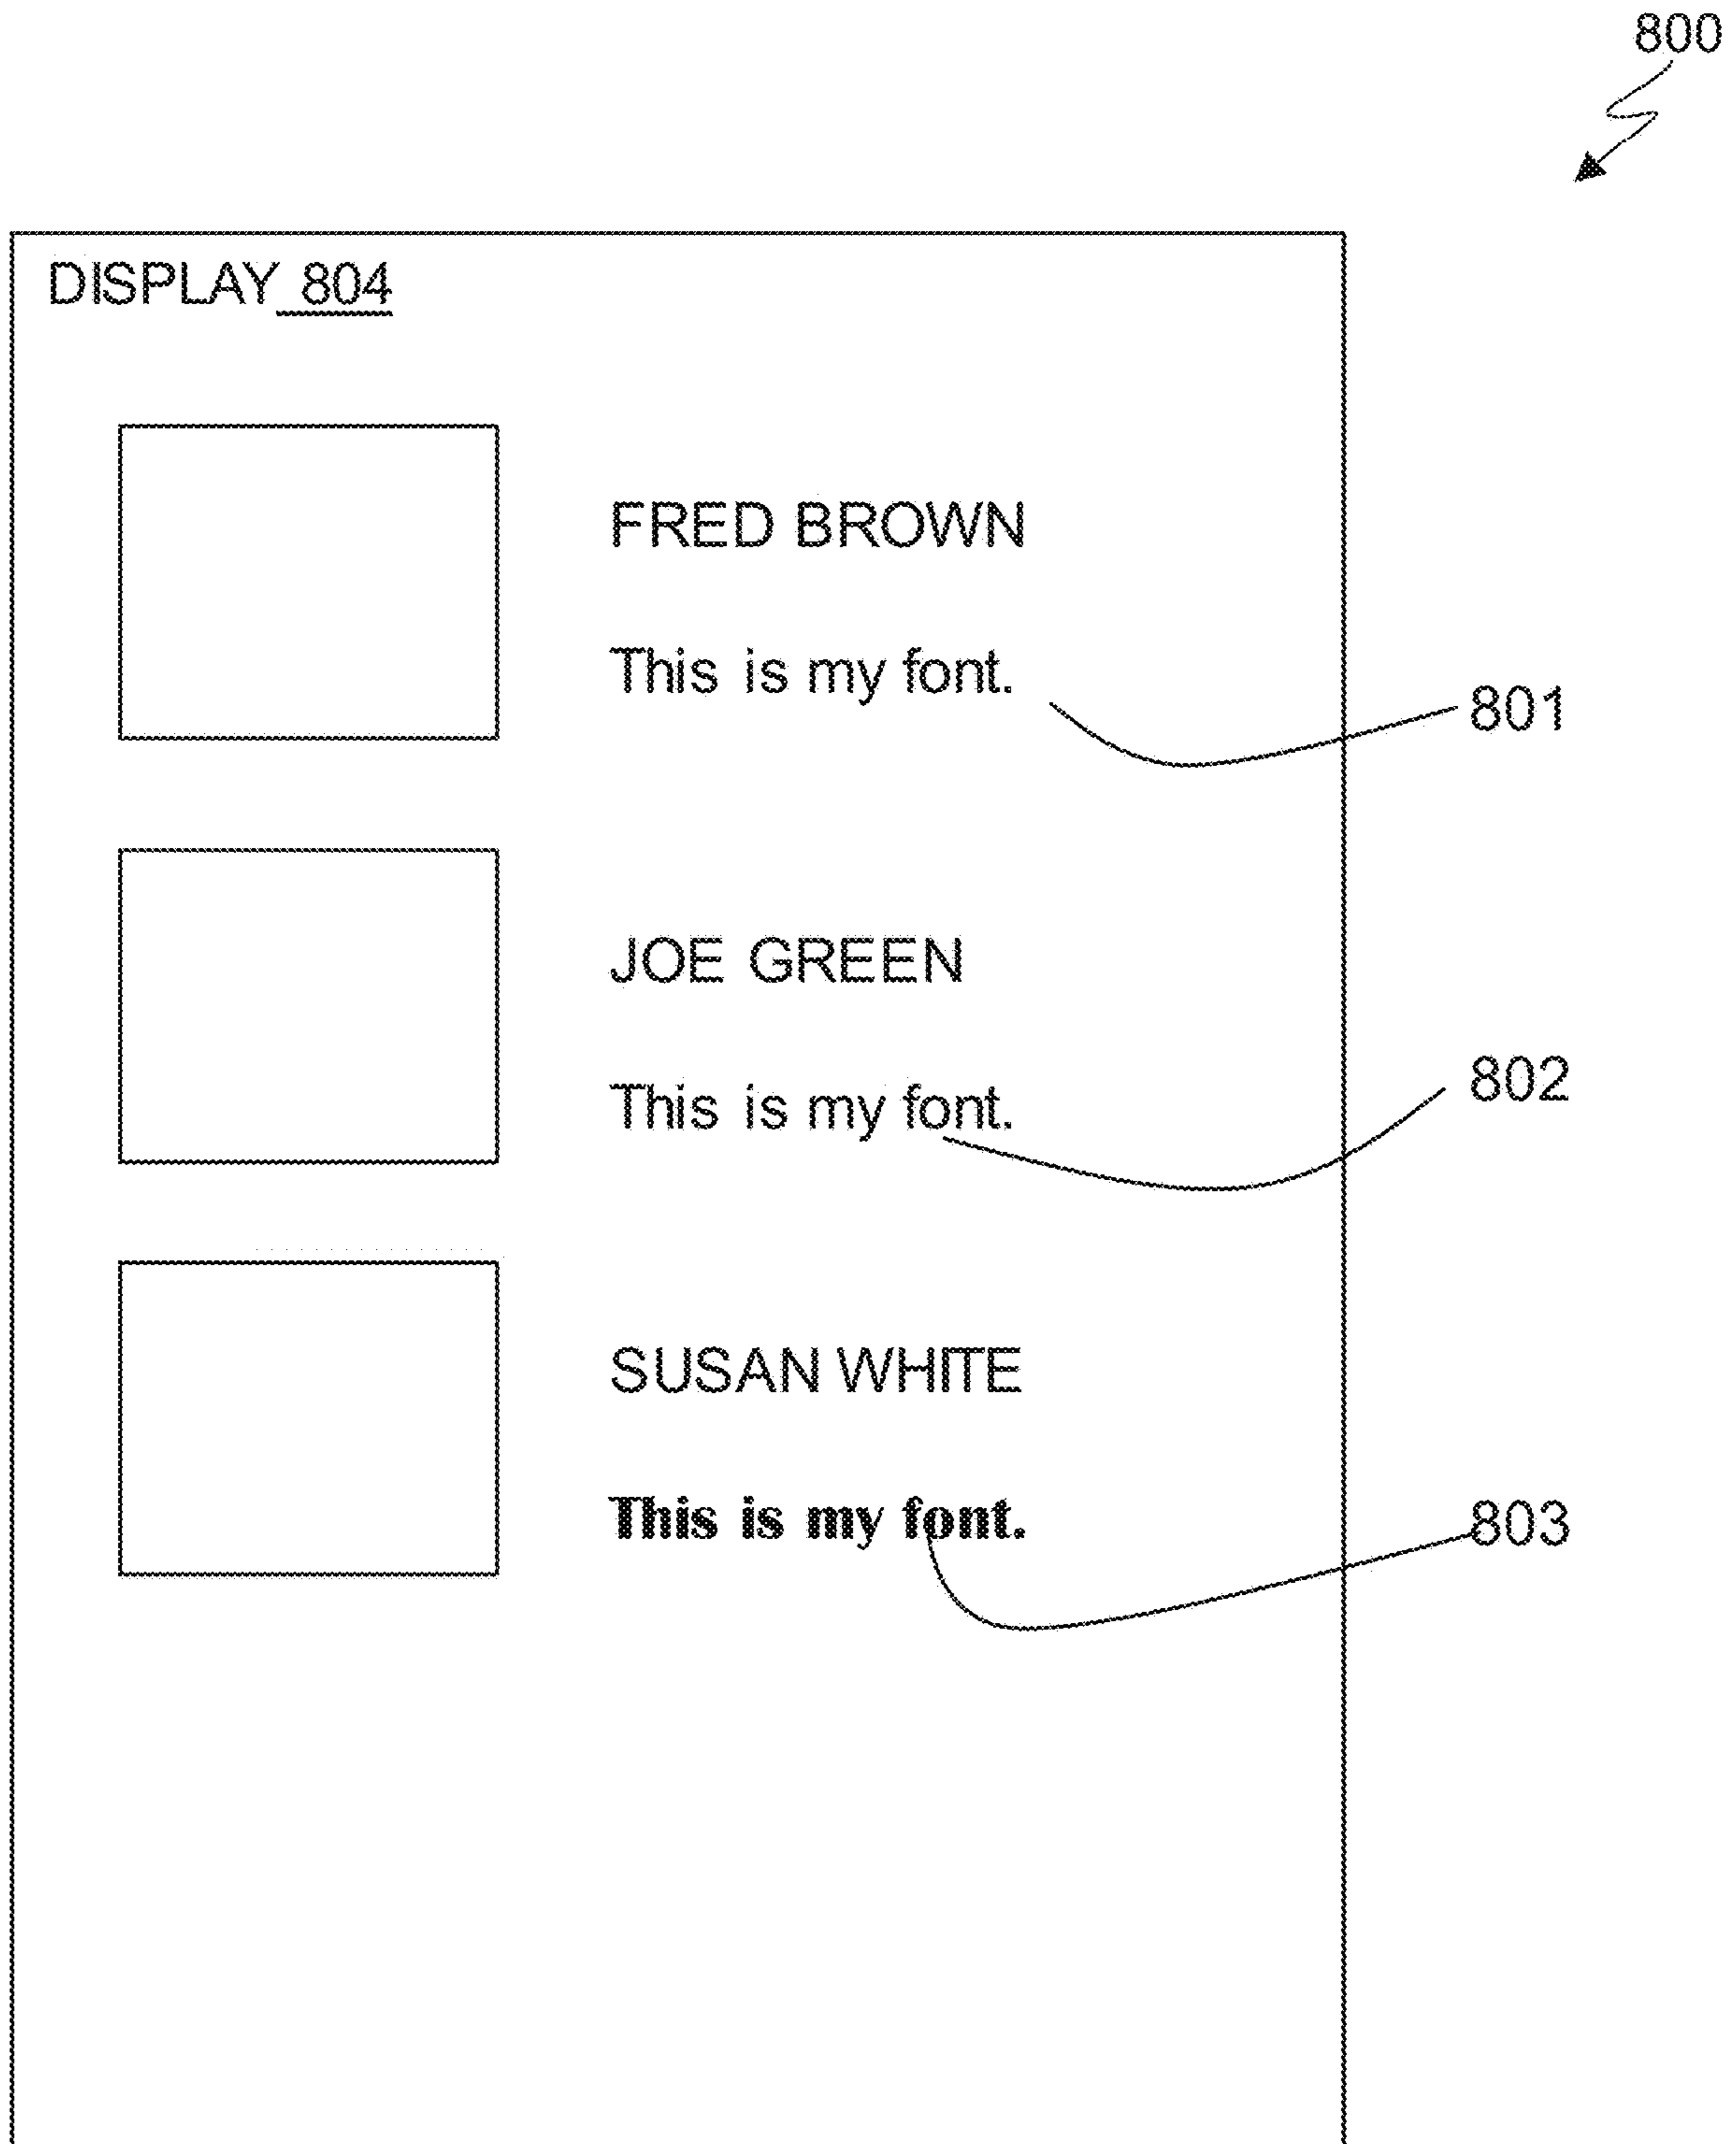 800
DISPLAY 804
FRED BROWN
This is my font.
801
JOE GREEN
This is my font.
802
SUSAN WHITE
This is my font.
803